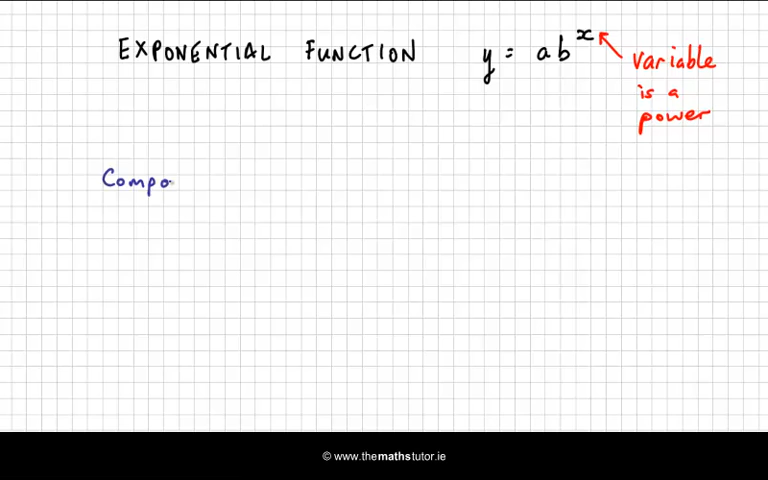 EXPONENTIAL FUNCTION y = ab^x
variable
is a
power
Compo
© www.themathstutor.ie